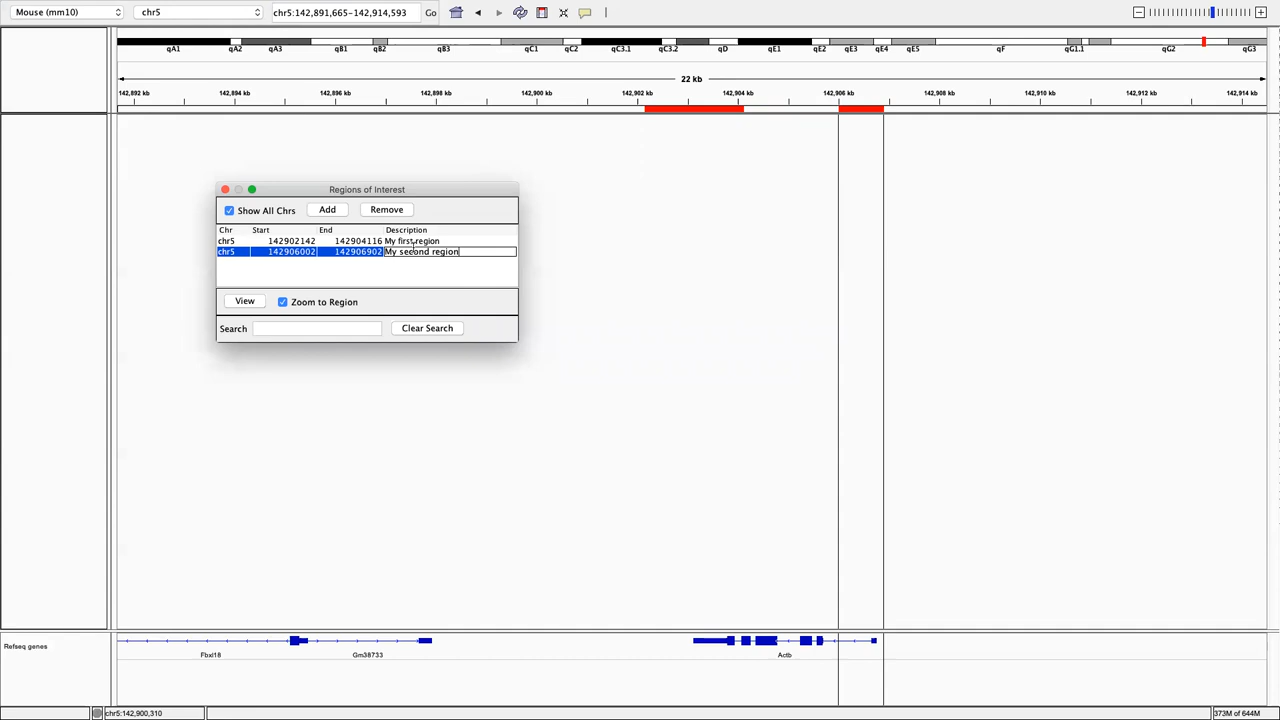 Mouse (mm10) chr5 chr5:142,891,665-142,914,593 Go
qA1 qA2 qA3 qB1 qB2 qB3 qC1 qC2 qC3.1 qC3.2 qD qE1 qE2 qE3 qE4 qE5 qF qG1.1 qG2 qG3
22 kb
142,892 kb 142,894 kb 142,896 kb 142,898 kb 142,900 kb 142,902 kb 142,904 kb 142,906 kb 142,908 kb 142,910 kb 142,912 kb 142,914 kb
Regions of Interest
Show All Chrs Add Remove
Chr Start End Description
chr5 142902142 142904116 My first region
chr5 142906002 142906902 My second region
View Zoom to Region
Search Clear Search
Refseq genes
Fbxl18 Gm38733 Actb
chr5:142,900,310 373M of 644M